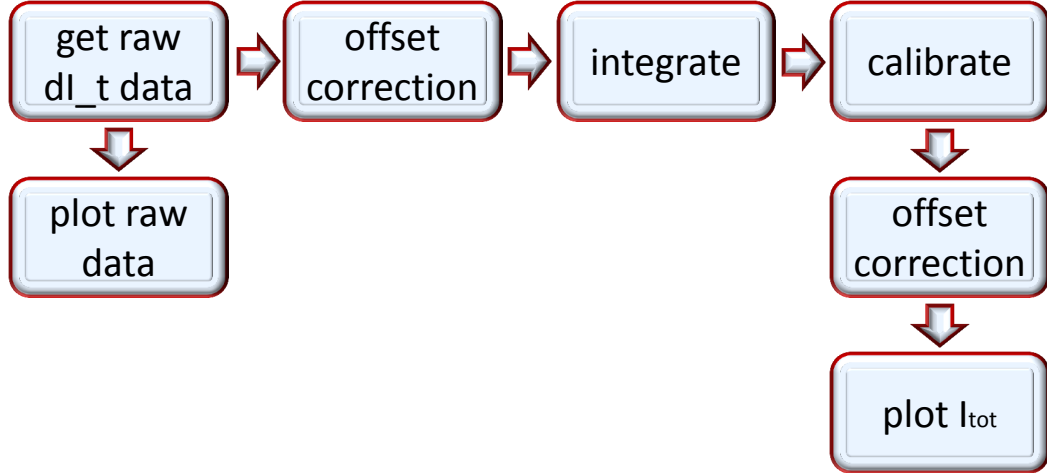 get raw
dI_t data
offset
correction
integrate
calibrate
plot raw
data
offset
correction
plot Itot